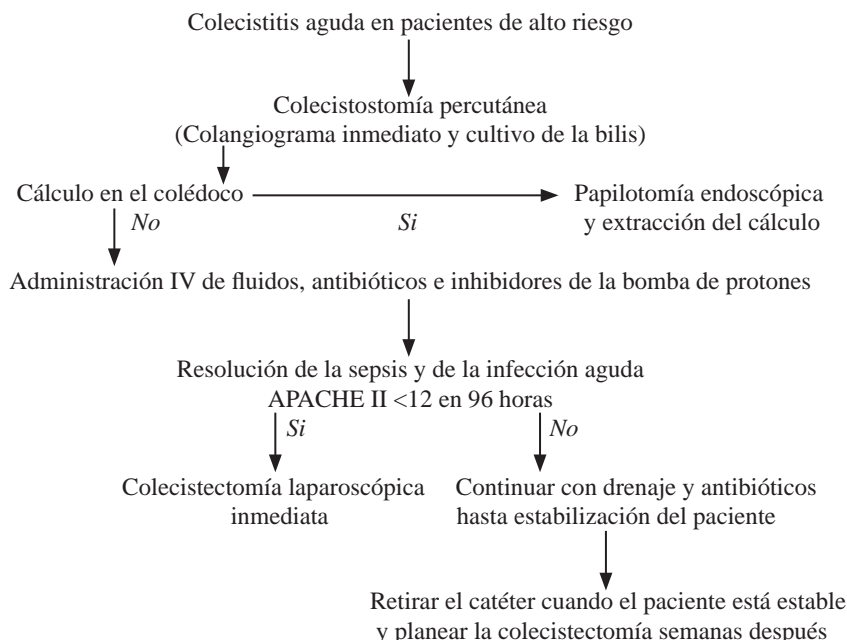 Colecistitis aguda en pacientes de alto riesgo
Colecistostomía percutánea
(Colangiograma inmediato y cultivo de la bilis)
Cálculo en el colédoco
Papilotomía endoscópica
y extracción del cálculo
No
Si
Administración IV de fluidos, antibióticos e inhibidores de la bomba de protones
Resolución de la sepsis y de la infección aguda
APACHE II <12 en 96 horas
Si
No
Colecistectomía laparoscópica
inmediata
Continuar con drenaje y antibióticos
hasta estabilización del paciente
Retirar el catéter cuando el paciente está estable
y planear la colecistectomía semanas después